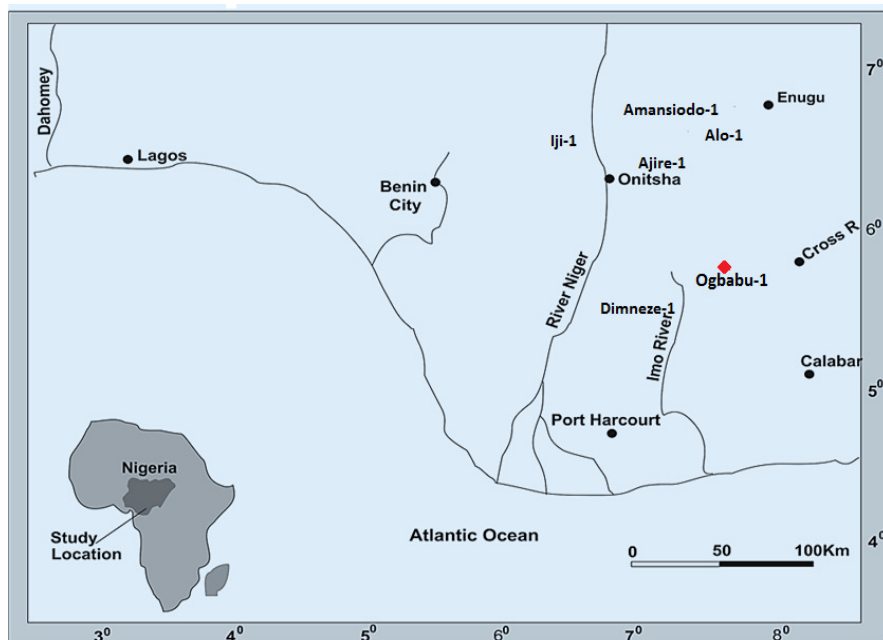 Dahomey
7⁰
Enugu
Amansiodo-1
Alo-1
Iji-1
Lagos
Ajire-1
Onitsha
Benin
City
6⁰
Cross R
Ogbabu-1
River Niger
Dimneze-1
Imo River
Calabar
5⁰
Port Harcourt
Nigeria
Study
Location
Atlantic Ocean
4⁰
0 50 100Km
3⁰ 4⁰ 5⁰ 6⁰ 7⁰ 8⁰